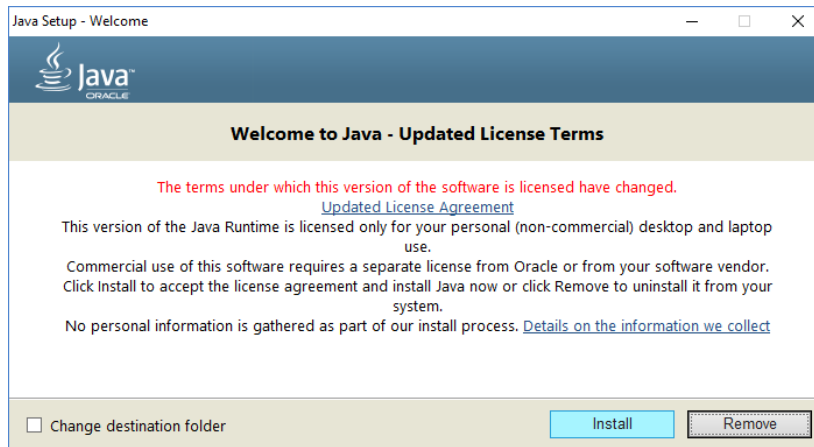 Java Setup - Welcome
Java™
ORACLE
Welcome to Java - Updated License Terms
The terms under which this version of the software is licensed have changed.
Updated License Agreement
This version of the Java Runtime is licensed only for your personal (non-commercial) desktop and laptop
use.
Commercial use of this software requires a separate license from Oracle or from your software vendor.
Click Install to accept the license agreement and install Java now or click Remove to uninstall it from your
system.
No personal information is gathered as part of our install process. Details on the information we collect
Change destination folder
Install
Remove